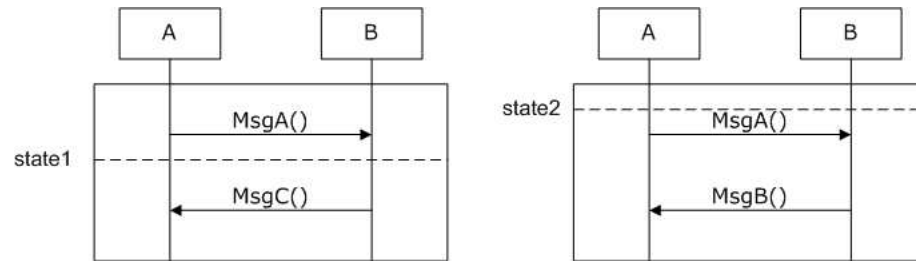 A
B
MsgA()
state1
MsgC()
A
B
state2
MsgA()
MsgB()